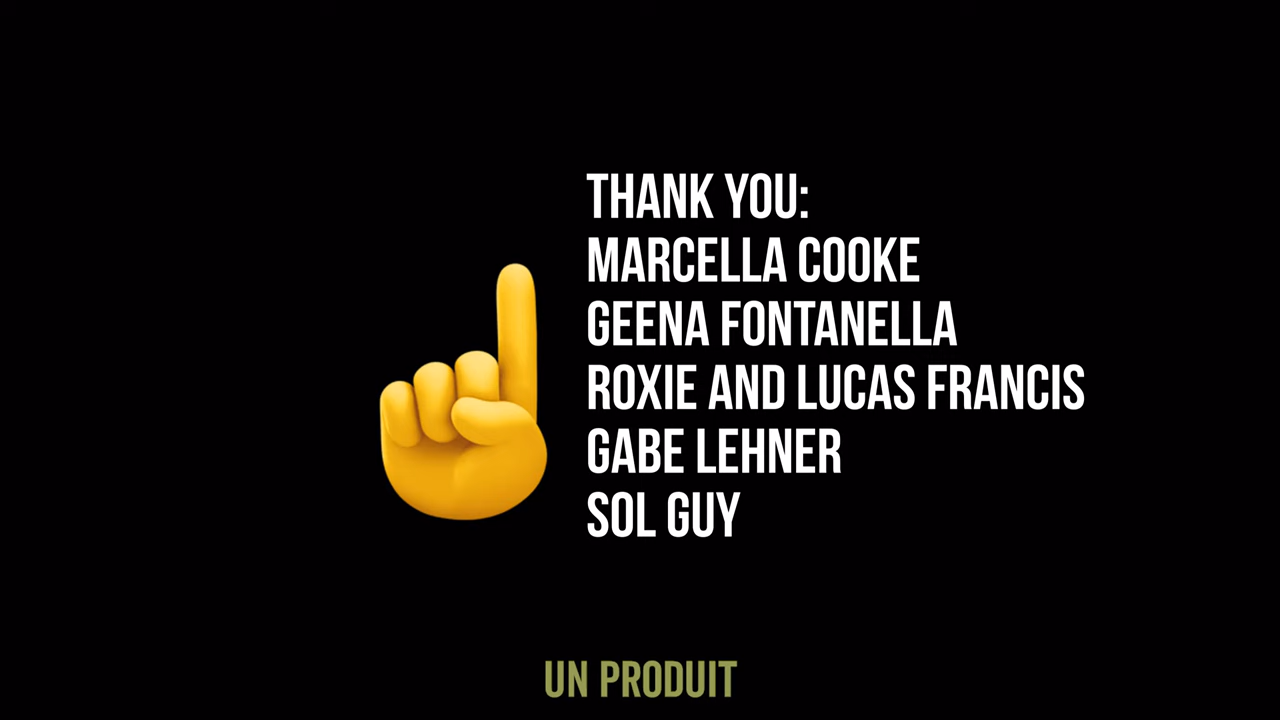 THANK YOU:
MARCELLA COOKE
GEENA FONTANELLA
ROXIE AND LUCAS FRANCIS
GABE LEHNER
SOL GUY
UN PRODUIT